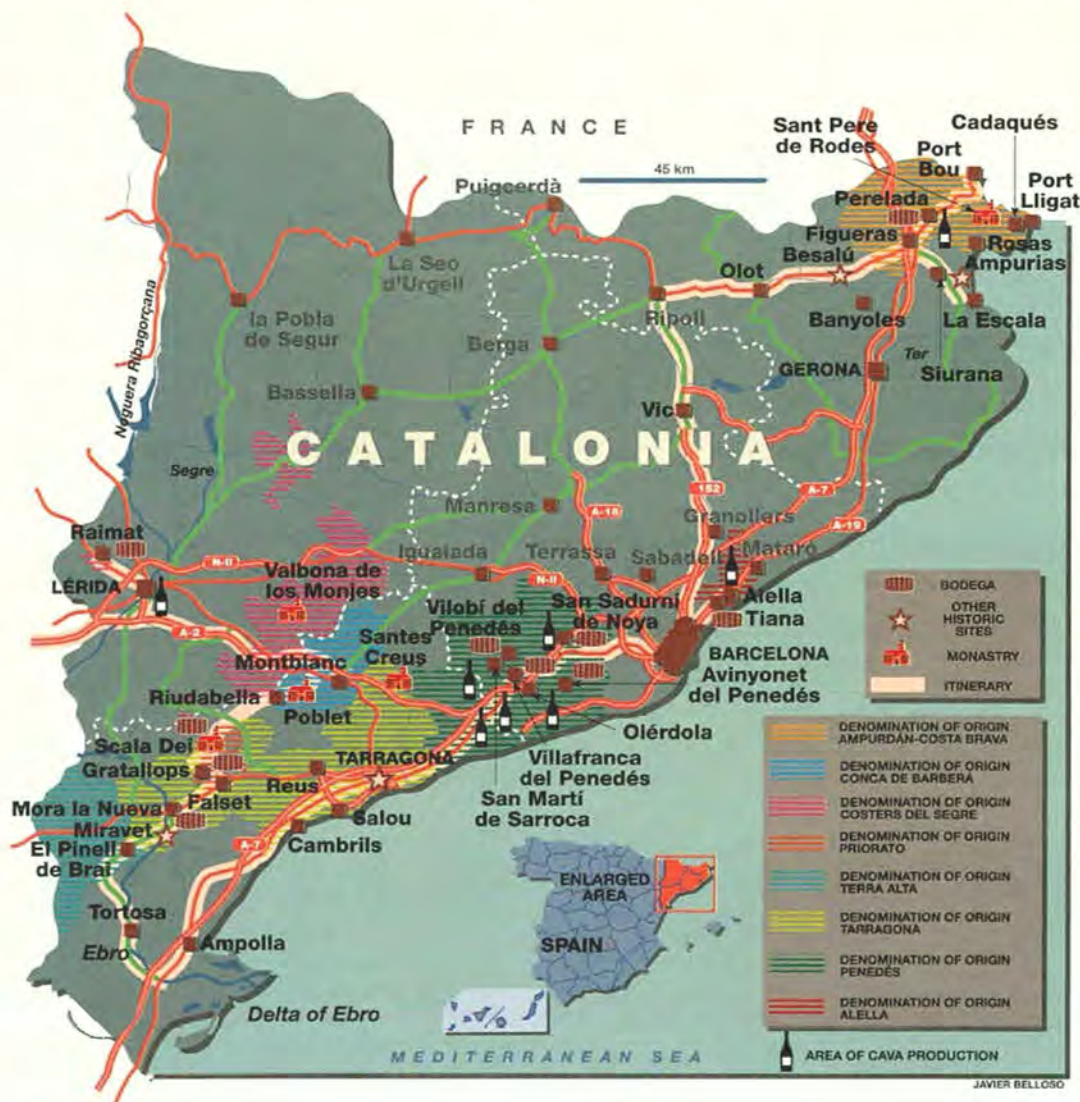 FRANCE
45 km
Sant Pere
de Rodes
Cadaqués
Port
Bou
Port
Lligat
Puigcerdà
Perelada
Figueras
Besalú
Rosas
Ampurias
La Seo
d'Urgell
Olot
Noguera Ribagorçana
la Pobla
de Segur
Ripoll
Banyoles
La Escala
Berga
Ter
GERONA
Siurana
Bassella
Vic
CATALONIA
Segre
152
A-7
Manresa
A-18
A-19
Granollers
Raimat
N-II
Igualada
Terrassa
Sabadell
Mataró
LÉRIDA
Valbona de
los Monjes
N-II
Alella
Tiana
Vilobí del
Penedés
San Sadurni
de Noya
A-2
Santes
Creus
Montblanc
BARCELONA
Avinyonet
del Penedés
Riudabella
Poblet
Olérdola
Scala Dei
Gratallops
TARRAGONA
Villafranca
del Penedés
Reus
Falset
Mora la Nueva
San Martí
de Sarroca
Miravet
Salou
El Pinell
de Brai
A-7
Cambrils
Tortosa
Ebro
Ampolla
Delta of Ebro
MEDITERRANEAN SEA
ENLARGED
AREA
SPAIN
BODEGA
OTHER
HISTORIC
SITES
MONASTRY
ITINERARY
DENOMINATION OF ORIGIN
AMPURDÁN-COSTA BRAVA
DENOMINATION OF ORIGIN
CONCA DE BARBERÁ
DENOMINATION OF ORIGIN
COSTERS DEL SEGRE
DENOMINATION OF ORIGIN
PRIORATO
DENOMINATION OF ORIGIN
TERRA ALTA
DENOMINATION OF ORIGIN
TARRAGONA
DENOMINATION OF ORIGIN
PENEDÉS
DENOMINATION OF ORIGIN
ALELLA
AREA OF CAVA PRODUCTION
JAVIER BELLOSO